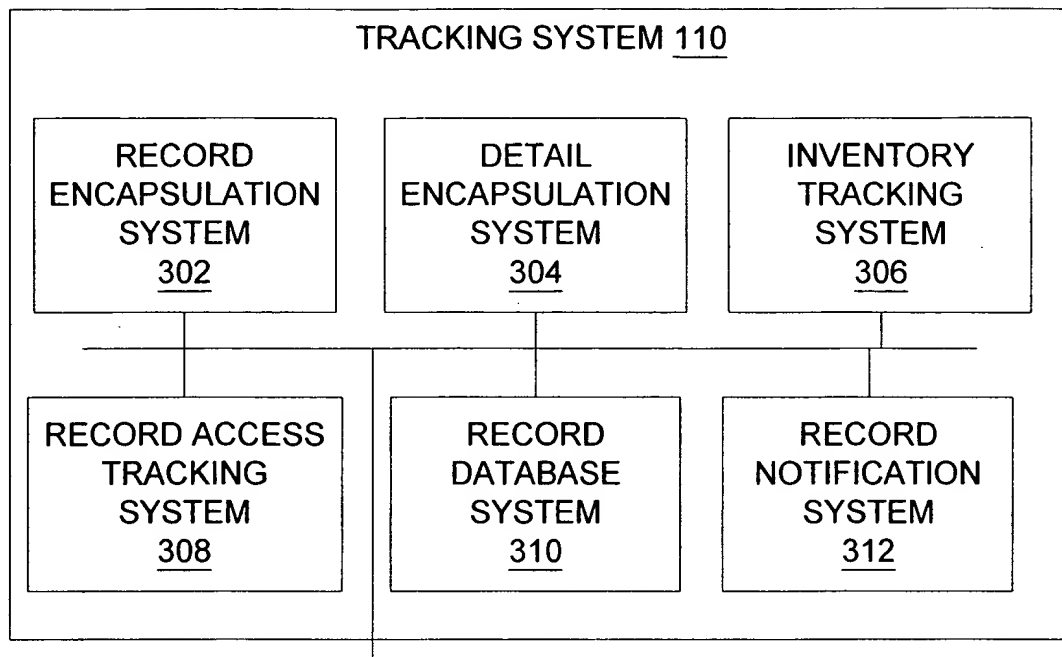 TRACKING SYSTEM 110
RECORD
ENCAPSULATION
SYSTEM
302
DETAIL
ENCAPSULATION
SYSTEM
304
INVENTORY
TRACKING
SYSTEM
306
RECORD ACCESS
TRACKING
SYSTEM
308
RECORD
DATABASE
SYSTEM
310
RECORD
NOTIFICATION
SYSTEM
312